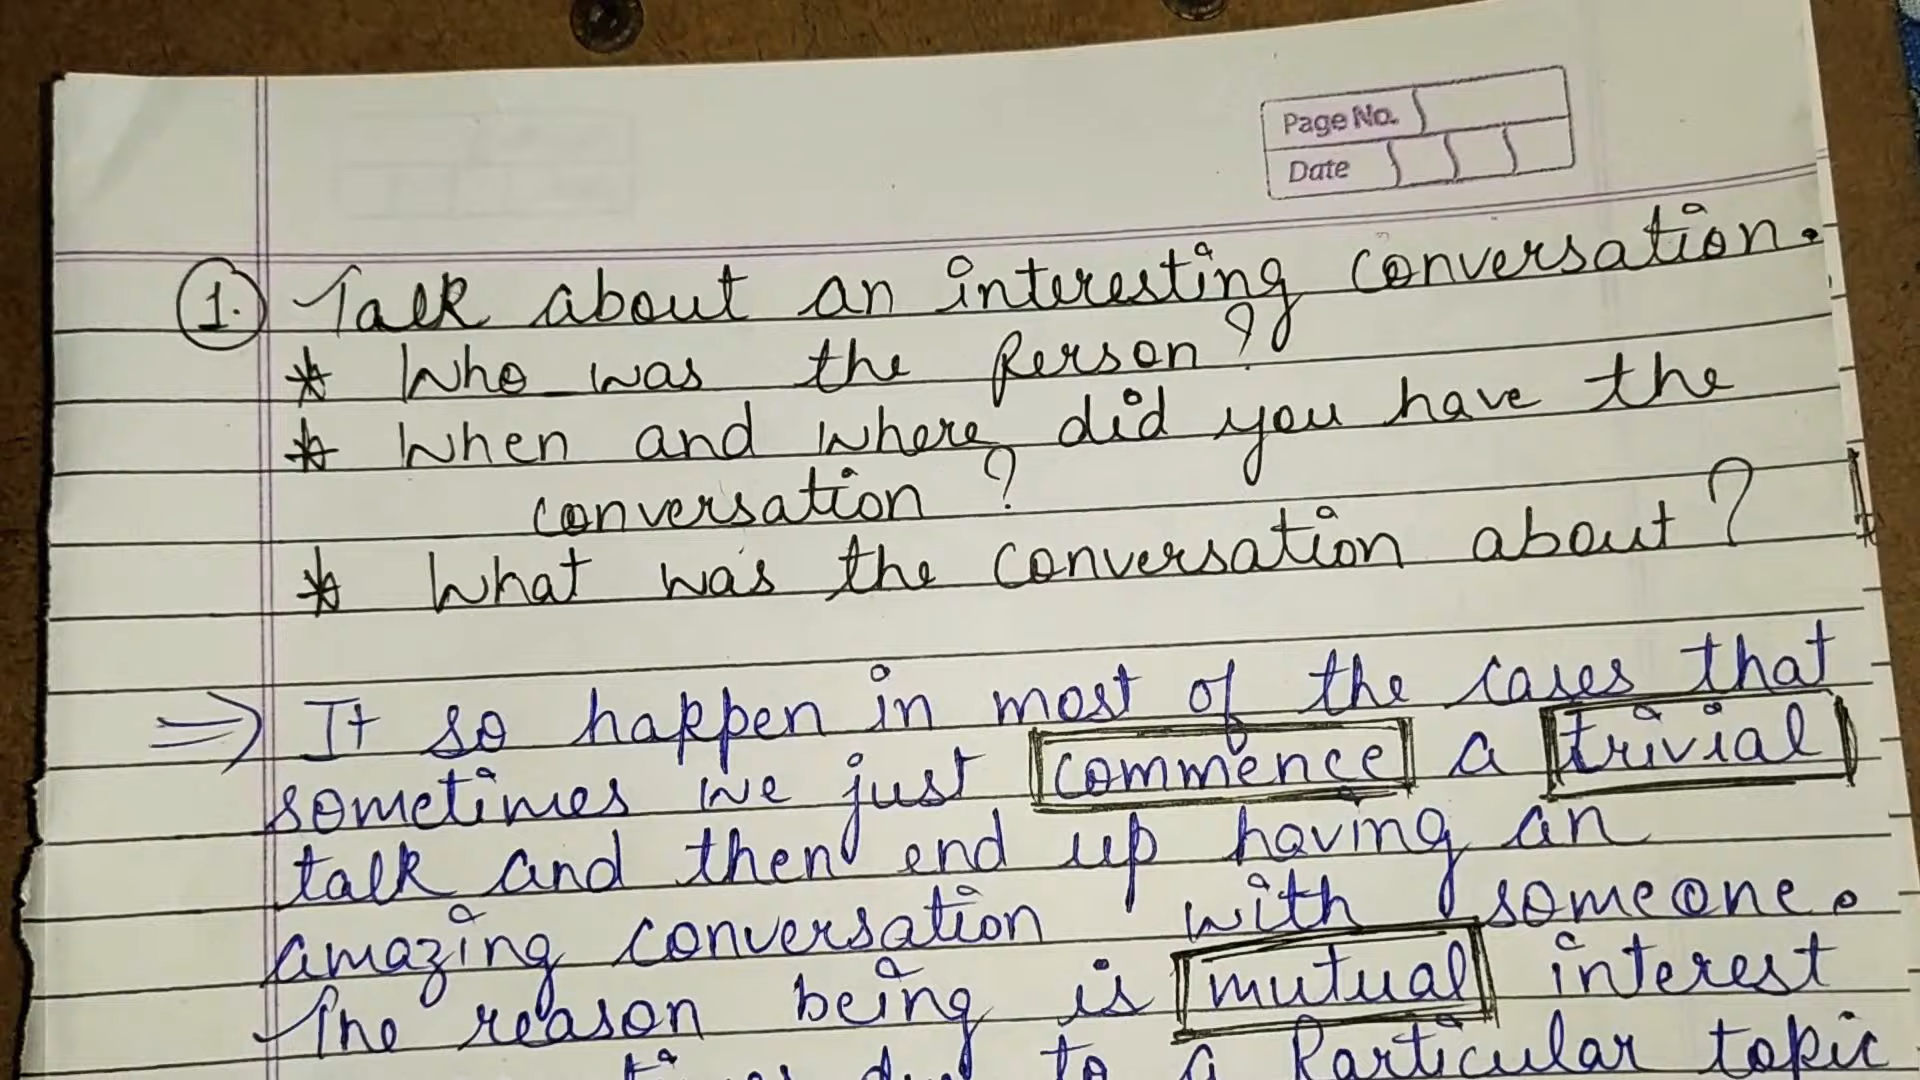 Page No.
Date
1. Talk about an interesting conversation.
* Who was the Person?
* When and where did you have the
conversation?
* What was the conversation about?
⇒ It so happen in most of the cases that
sometimes we just commence a trivial
talk and then end up having an
amazing conversation with someone.
The reason being is mutual interest
to a Particular topic